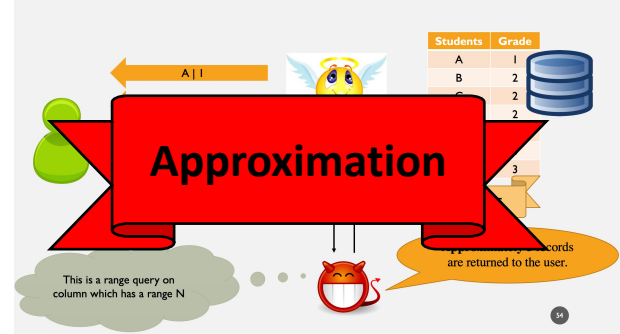 Students Grade
A 1
B 2
2
2
3
A | 1
Approximation
records
are returned to the user.
This is a range query on
column which has a range N
54